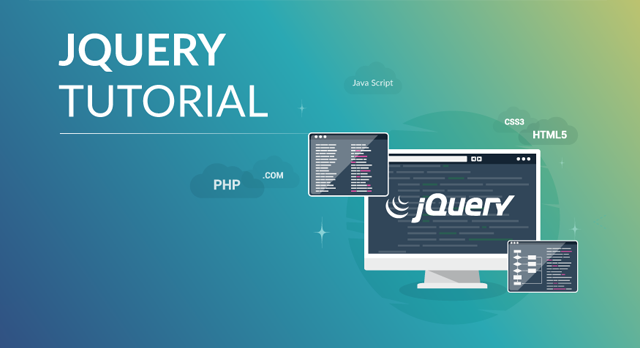 JQUERY
TUTORIAL
Java Script
CSS3
HTML5
.COM
PHP
jQuery